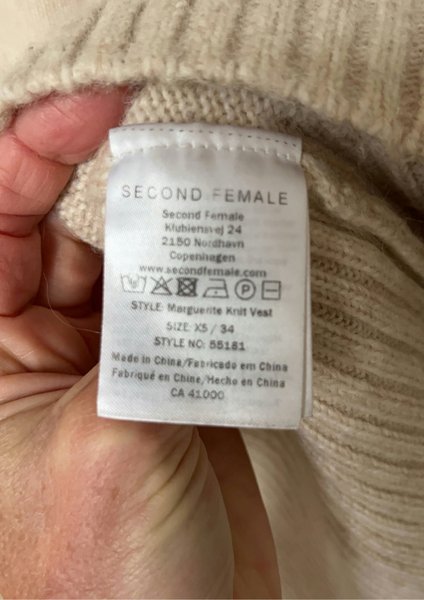 SECOND FEMALE
Second Female
Klubiensvej 24
2150 Nordhavn
Copenhagen
www.secondfemale.com
STYLE: Marguerite Knit Vest
SIZE: XS / 34
STYLE NO: 55181
Made in China/Fabricado em China
Fabriqué en Chine/Hecho en China
CA 41000